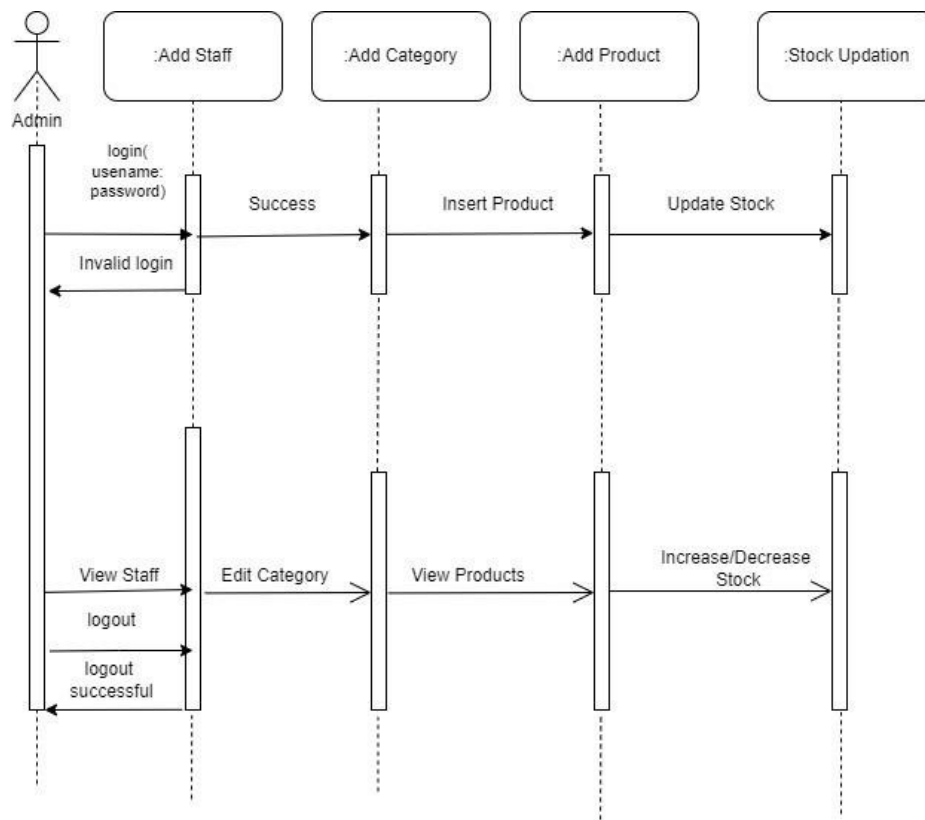 :Add Staff
:Add Category
:Add Product
:Stock Updation
Admin
login(
usename:
password)
Success
Insert Product
Update Stock
Invalid login
View Staff
Edit Category
View Products
Increase/Decrease
Stock
logout
logout
successful